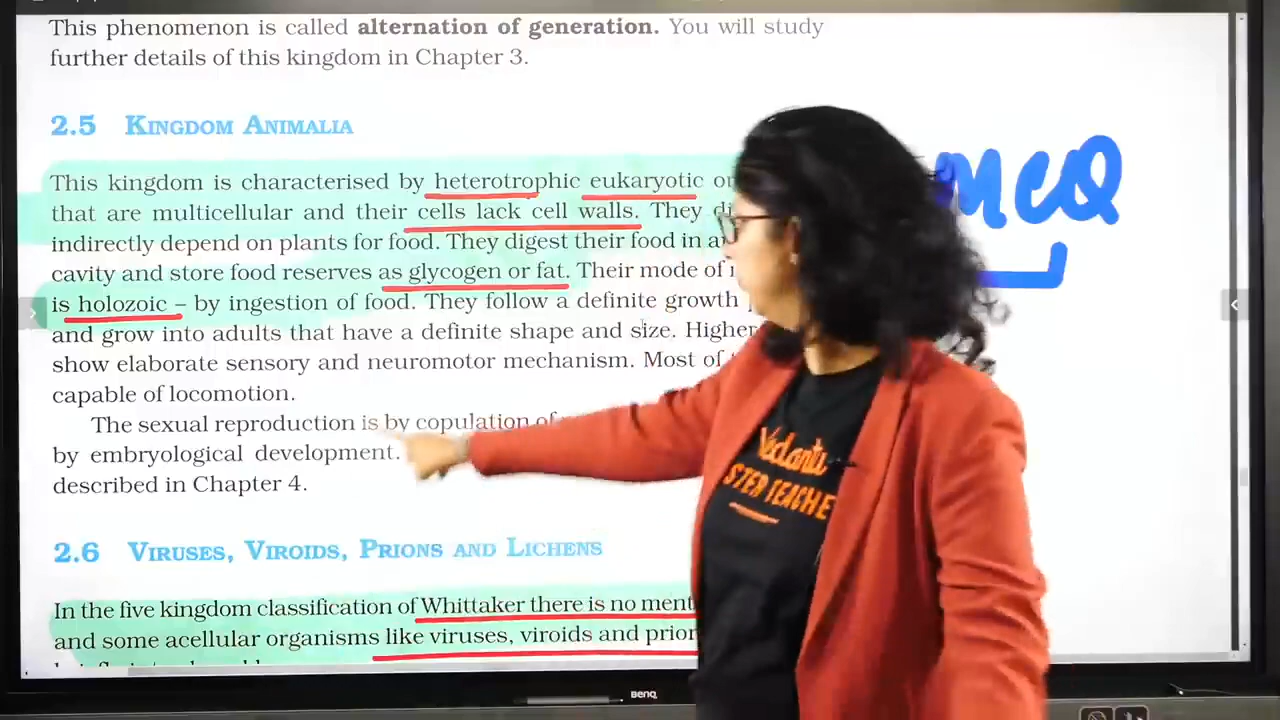 This phenomenon is called alternation of generation. You will study
further details of this kingdom in Chapter 3.
2.5 KINGDOM ANIMALIA
MCQ
This kingdom is characterised by heterotrophic eukaryotic
that are multicellular and their cells lack cell walls. They
indirectly depend on plants for food. They digest their food in
cavity and store food reserves as glycogen or fat. Their mode of
is holozoic – by ingestion of food. They follow a definite growth
and grow into adults that have a definite shape and size. Higher
show elaborate sensory and neuromotor mechanism. Most of
capable of locomotion.
The sexual reproduction is by copulation of
by embryological development.
described in Chapter 4.
Vedantu
2.6 VIRUSES, VIROIDS, PRIONS AND LICHENS
In the five kingdom classification of Whittaker there is no
and some acellular organisms like viruses, viroids and
BENQ